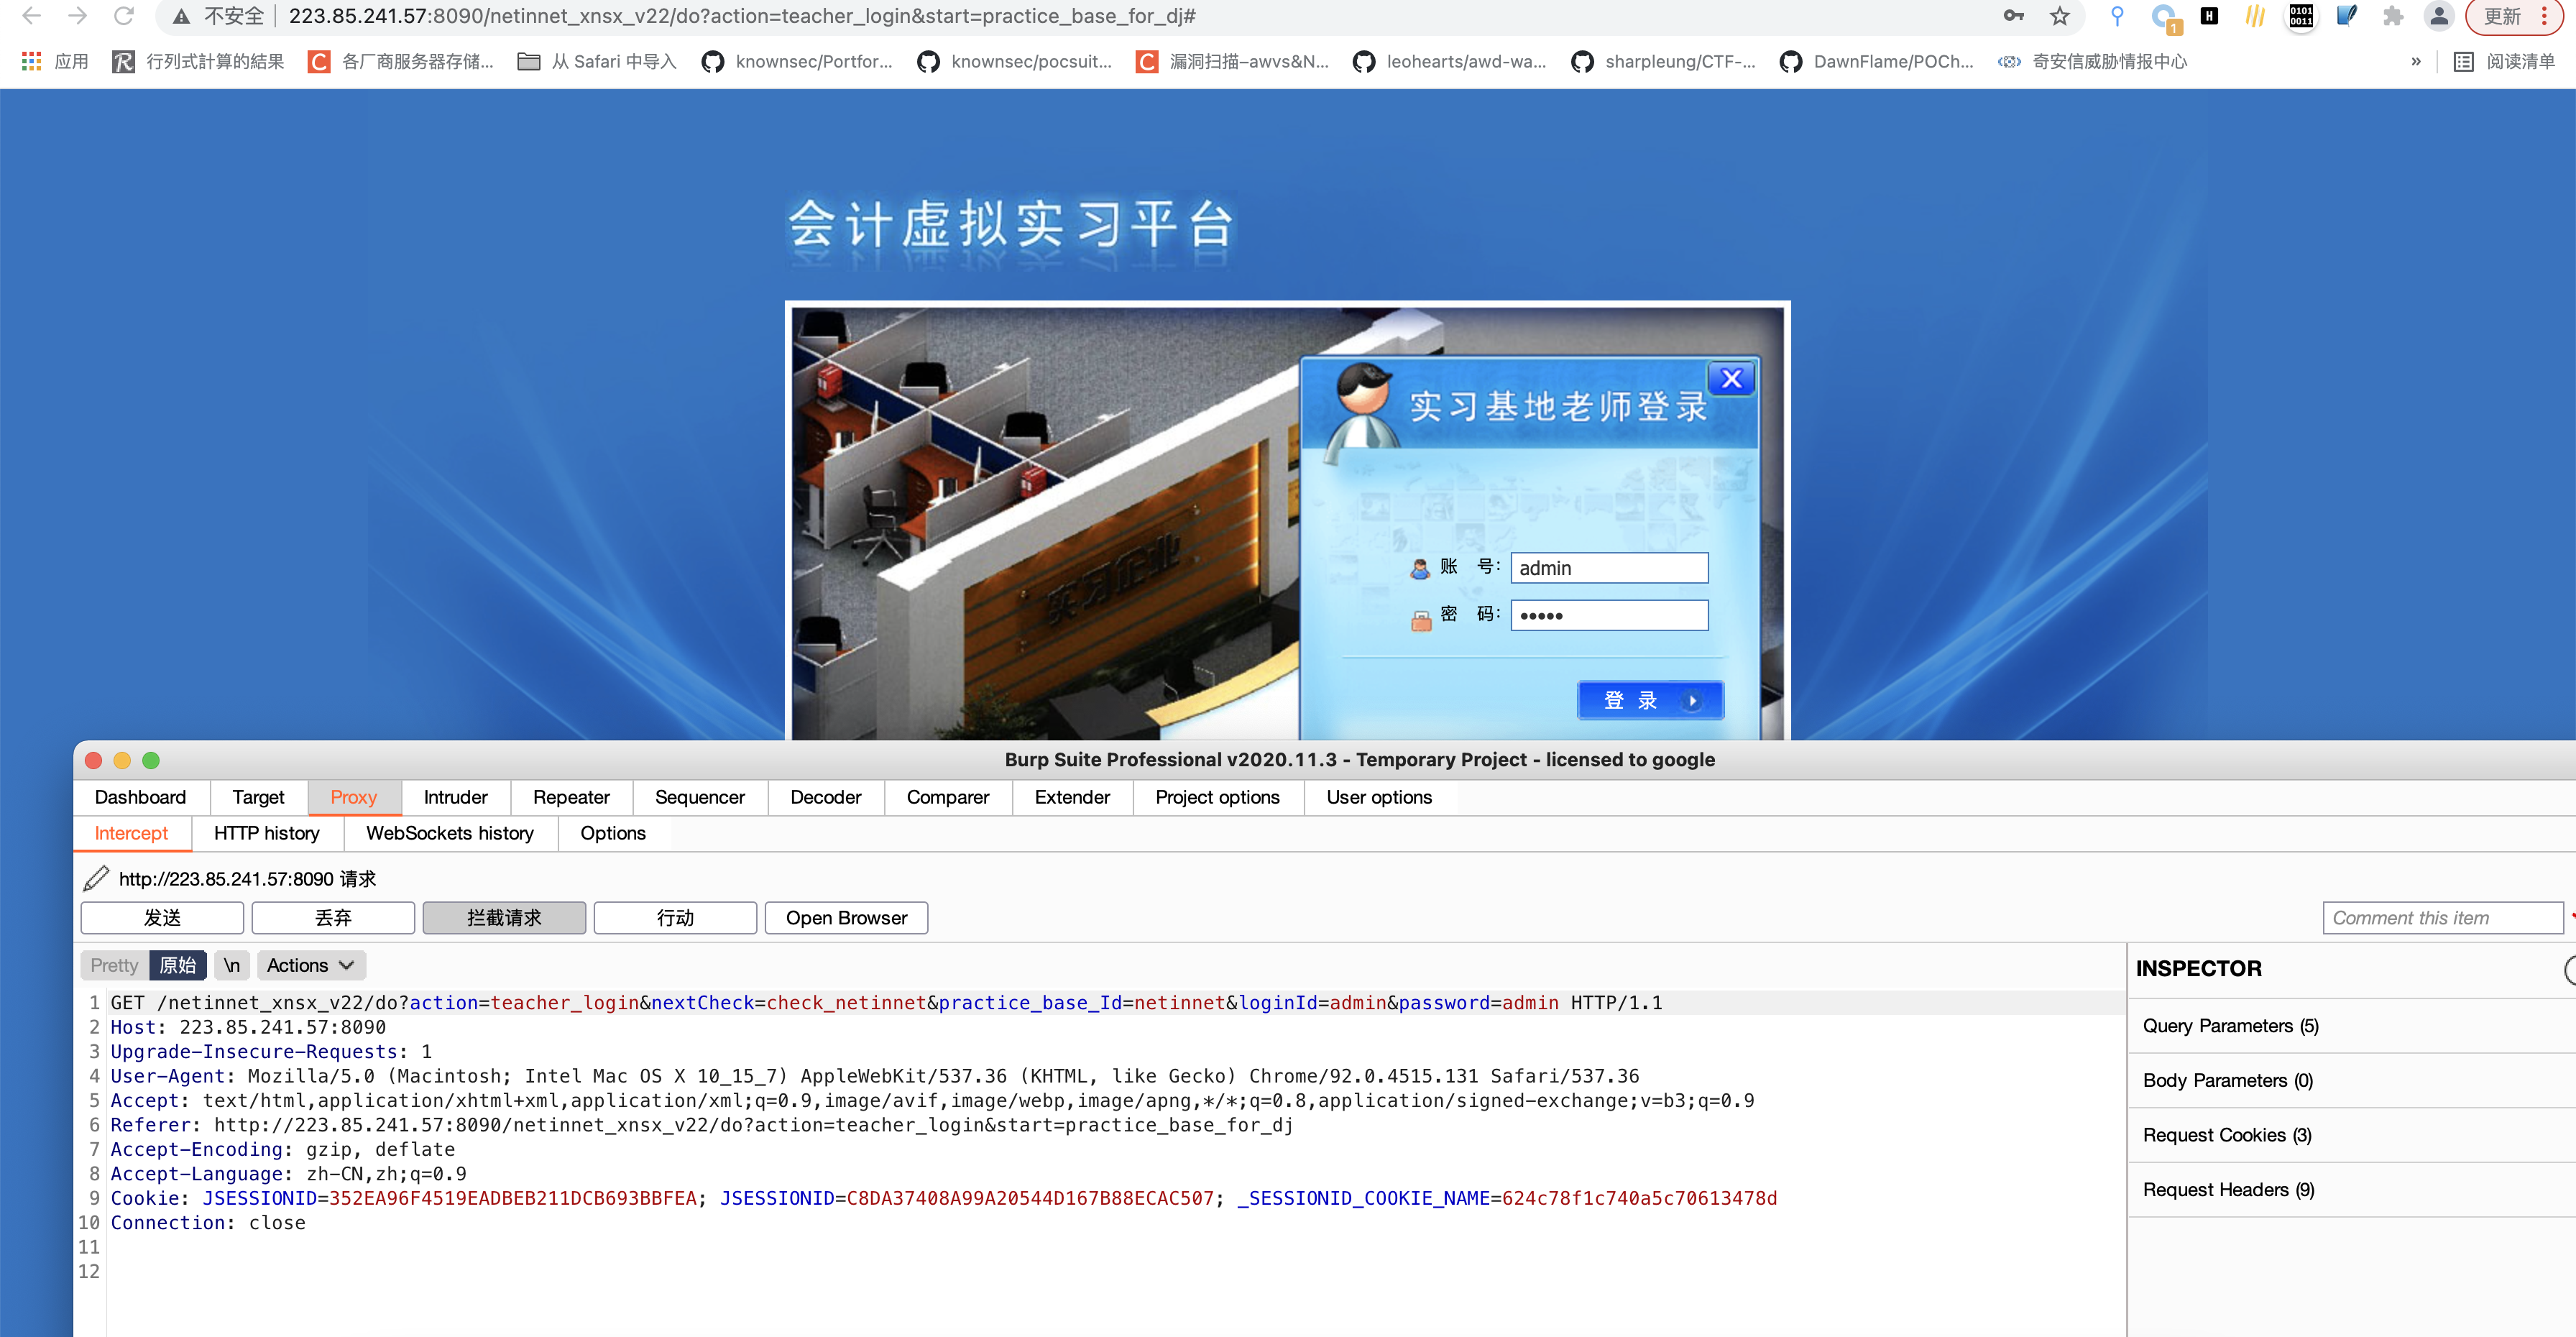 不安全 223.85.241.57:8090/netinnet_xnsx_v22/do?action=teacher_login&start=practice_base_for_dj#
更新
1
0101
0011
应用 行列式計算的結果 各厂商服务器存储... 从 Safari 中导入 knownsec/Portfor... knownsec/pocsuit... 漏洞扫描–awvs&N... leohearts/awd-wa... sharpleung/CTF-... DawnFlame/POCh... 奇安信威胁情报中心 » 阅读清单
会计虚拟实习平台
实习基地老师登录
实习企业
账 号: admin
密 码: •••••
登 录
Burp Suite Professional v2020.11.3 - Temporary Project - licensed to google
Dashboard Target Proxy Intruder Repeater Sequencer Decoder Comparer Extender Project options User options
Intercept HTTP history WebSockets history Options
http://223.85.241.57:8090 请求
发送 丢弃 拦截请求 行动 Open Browser Comment this item
Pretty 原始 \n Actions
INSPECTOR
1 GET /netinnet_xnsx_v22/do?action=teacher_login&nextCheck=check_netinnet&practice_base_Id=netinnet&loginId=admin&password=admin HTTP/1.1
2 Host: 223.85.241.57:8090
3 Upgrade-Insecure-Requests: 1
4 User-Agent: Mozilla/5.0 (Macintosh; Intel Mac OS X 10_15_7) AppleWebKit/537.36 (KHTML, like Gecko) Chrome/92.0.4515.131 Safari/537.36
5 Accept: text/html,application/xhtml+xml,application/xml;q=0.9,image/avif,image/webp,image/apng,*/*;q=0.8,application/signed-exchange;v=b3;q=0.9
6 Referer: http://223.85.241.57:8090/netinnet_xnsx_v22/do?action=teacher_login&start=practice_base_for_dj
7 Accept-Encoding: gzip, deflate
8 Accept-Language: zh-CN,zh;q=0.9
9 Cookie: JSESSIONID=352EA96F4519EADBEB211DCB693BBFEA; JSESSIONID=C8DA37408A99A20544D167B88ECAC507; _SESSIONID_COOKIE_NAME=624c78f1c740a5c70613478d
10 Connection: close
11
12
Query Parameters (5)
Body Parameters (0)
Request Cookies (3)
Request Headers (9)